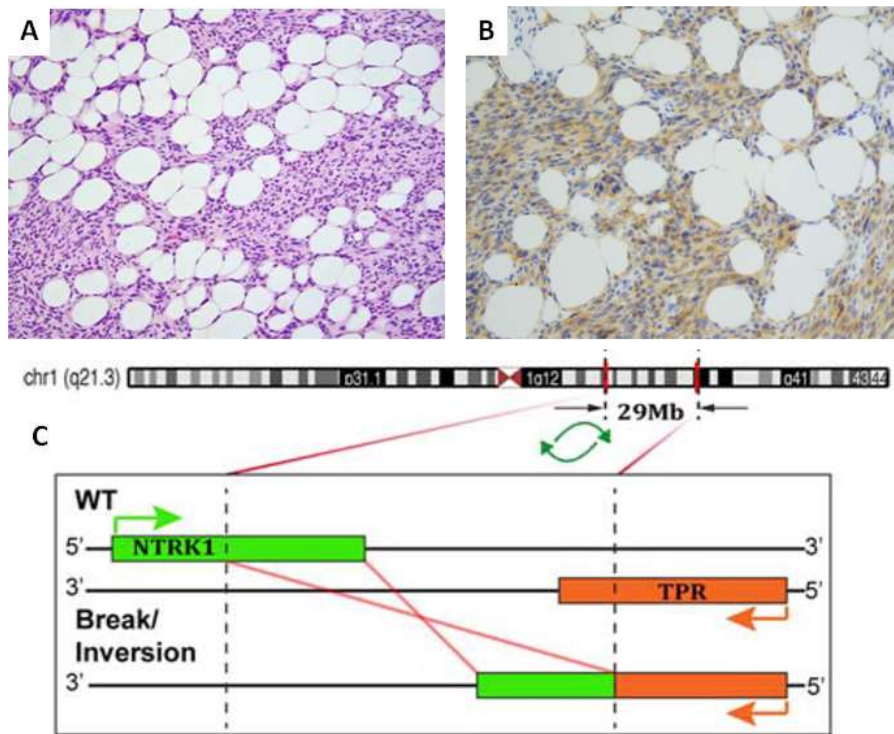 A
B
chr1 (q21.3)
p31.1
1q12
q41
43
44
29Mb
C
WT
5'
NTRK1
3'
3'
TPR
5'
Break/
Inversion
3'
5'